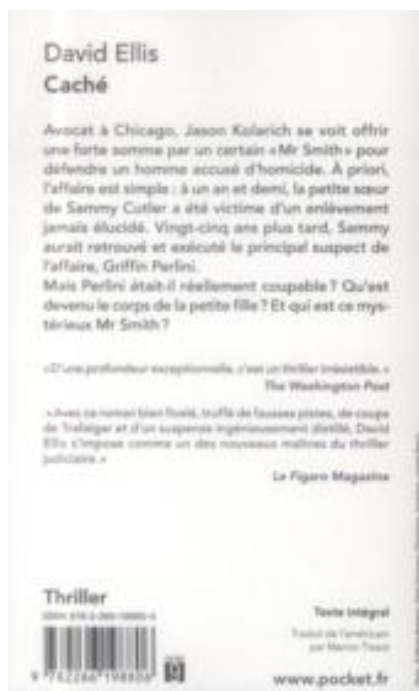 David Ellis
Caché
Avocat à Chicago, Jason Kolarich se voit offrir
une forte somme par un certain «Mr Smith» pour
défendre un homme accusé d'homicide. À priori,
l'affaire est simple : à un an et demi, la petite sœur
de Sammy Cutler a été victime d'un enlèvement
jamais élucidé. Vingt-cinq ans plus tard, Sammy
aurait retrouvé et exécuté le principal suspect de
l'affaire, Griffin Perlini.
Mais Perlini était-il réellement coupable ? Qu'est
devenu le corps de la petite fille ? Et qui est ce mys-
térieux Mr Smith ?
«D'une profondeur exceptionnelle, c'est un thriller irrésistible.»
The Washington Post
«Avec ce roman bien ficelé, truffé de fausses pistes, de coups
de Trafalgar et d'un suspense ingénieusement distillé, David
Ellis s'impose comme un des nouveaux maîtres du thriller
judiciaire.»
Le Figaro Magazine
Thriller
Texte intégral
Traduit de l'américain
par
9 782266 198806
www.pocket.fr